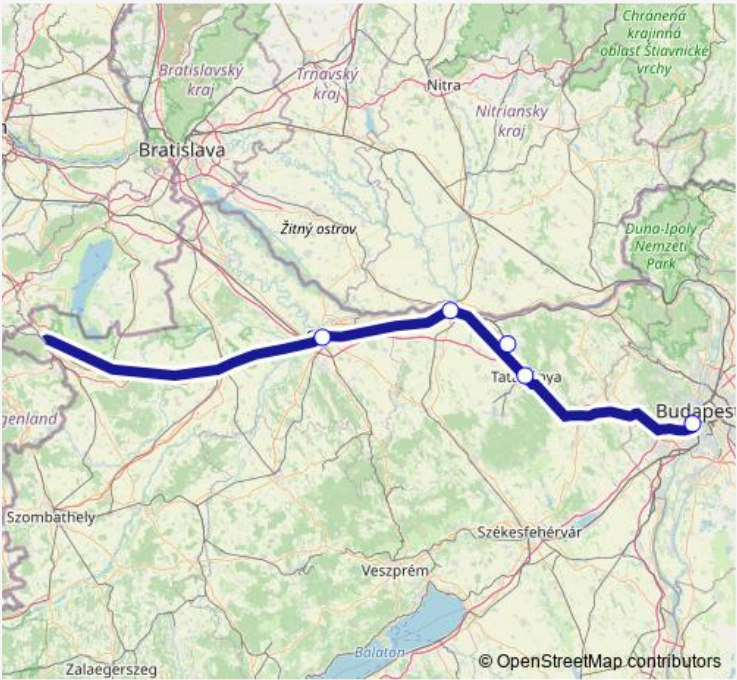 Chránená
krajinná
oblasť Štiavnické
vrchy
Bratislavský
kraj
Trnavský
kraj
Nitra
Nitriansky
kraj
Bratislava
Žitný ostrov
Duna-Ipoly
Nemzeti
Park
genland
Budapest
Szombathely
Székesfehérvár
Veszprém
Balaton
Zalaegerszeg
© OpenStreetMap contributors